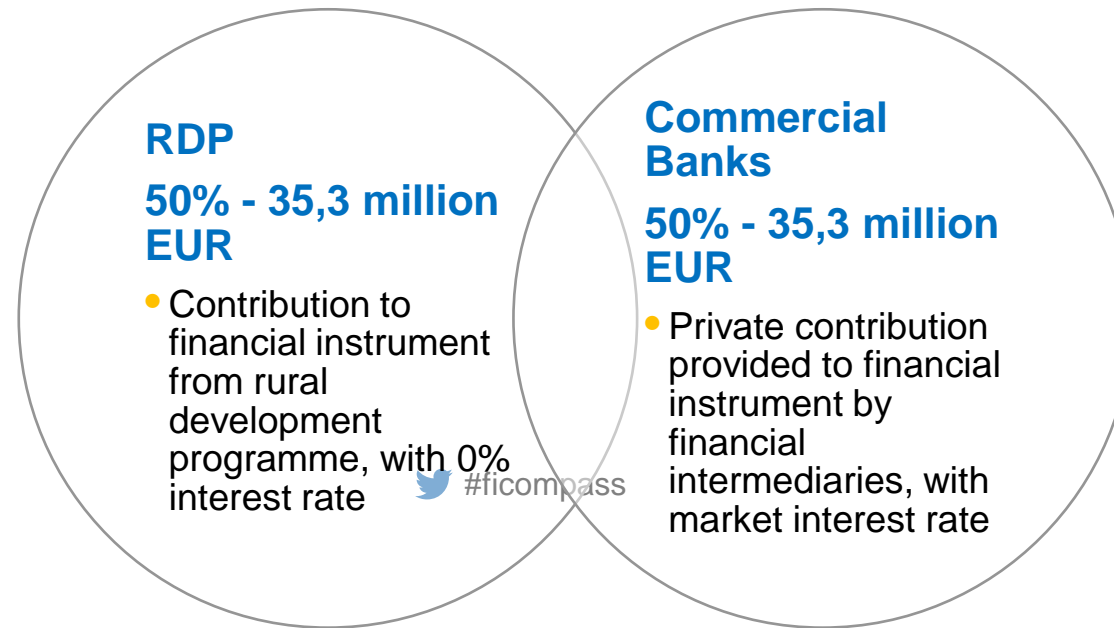 RDP
50% - 35,3 million
EUR
• Contribution to
financial instrument
from rural
development
programme, with 0%
interest rate
Commercial
Banks
50% - 35,3 million
EUR
• Private contribution
provided to financial
instrument by
financial
intermediaries, with
market interest rate
#ficompass